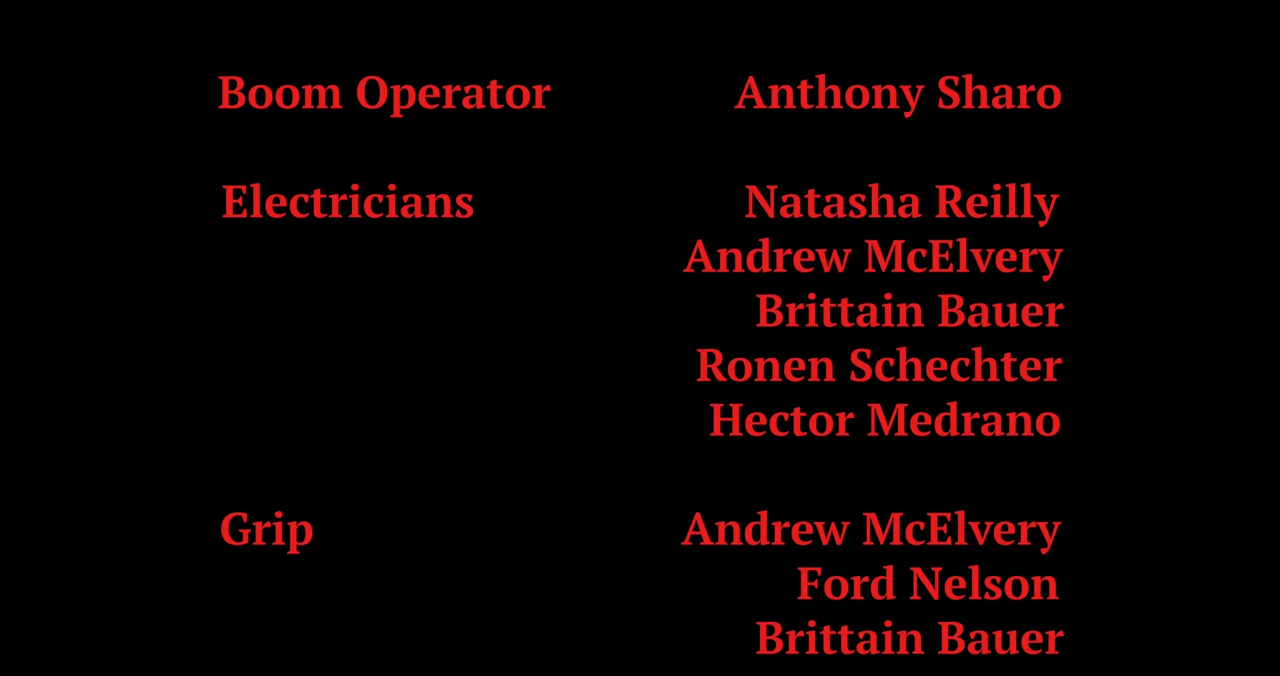 Boom Operator Anthony Sharo
Electricians Natasha Reilly
Andrew McElvery
Brittain Bauer
Ronen Schechter
Hector Medrano
Grip Andrew McElvery
Ford Nelson
Brittain Bauer